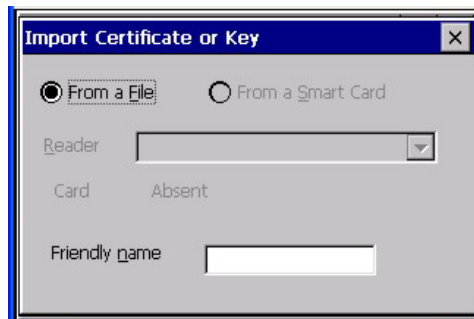 Import Certificate or Key
From a File From a Smart Card
Reader
Card Absent
Friendly name